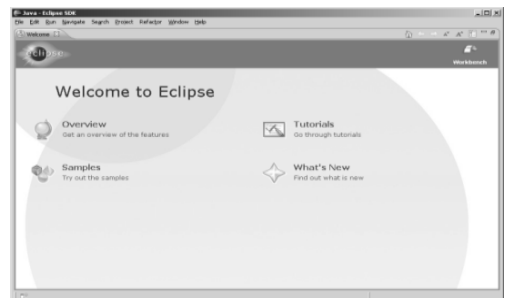 Java - Eclipse SDK
File Edit Run Navigate Search Project Refactor Window Help
Welcome
eclipse
Workbench
Welcome to Eclipse
Overview
Get an overview of the features
Tutorials
Go through tutorials
Samples
Try out the samples
What's New
Find out what is new